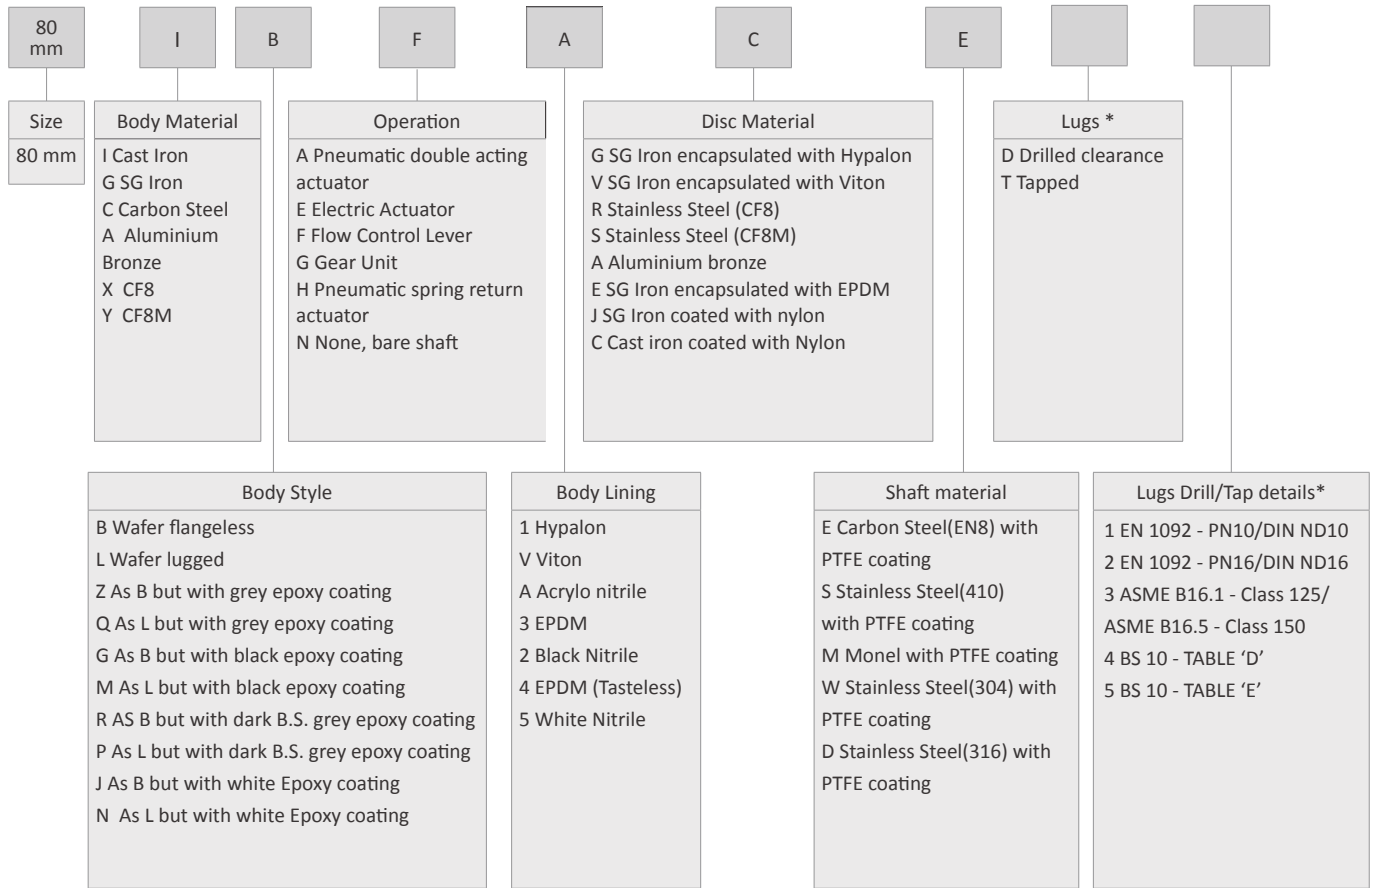 80
mm
I
B
F
A
C
E
Size
80 mm
Body Material
I Cast Iron
G SG Iron
C Carbon Steel
A Aluminium
Bronze
X CF8
Y CF8M
Operation
A Pneumatic double acting
actuator
E Electric Actuator
F Flow Control Lever
G Gear Unit
H Pneumatic spring return
actuator
N None, bare shaft
Disc Material
G SG Iron encapsulated with Hypalon
V SG Iron encapsulated with Viton
R Stainless Steel (CF8)
S Stainless Steel (CF8M)
A Aluminium bronze
E SG Iron encapsulated with EPDM
J SG Iron coated with nylon
C Cast iron coated with Nylon
Lugs *
D Drilled clearance
T Tapped
Body Style
B Wafer flangeless
L Wafer lugged
Z As B but with grey epoxy coating
Q As L but with grey epoxy coating
G As B but with black epoxy coating
M As L but with black epoxy coating
R AS B but with dark B.S. grey epoxy coating
P As L but with dark B.S. grey epoxy coating
J As B but with white Epoxy coating
N As L but with white Epoxy coating
Body Lining
1 Hypalon
V Viton
A Acrylo nitrile
3 EPDM
2 Black Nitrile
4 EPDM (Tasteless)
5 White Nitrile
Shaft material
E Carbon Steel(EN8) with
PTFE coating
S Stainless Steel(410)
with PTFE coating
M Monel with PTFE coating
W Stainless Steel(304) with
PTFE coating
D Stainless Steel(316) with
PTFE coating
Lugs Drill/Tap details*
1 EN 1092 - PN10/DIN ND10
2 EN 1092 - PN16/DIN ND16
3 ASME B16.1 - Class 125/
ASME B16.5 - Class 150
4 BS 10 - TABLE ‘D’
5 BS 10 - TABLE ‘E’